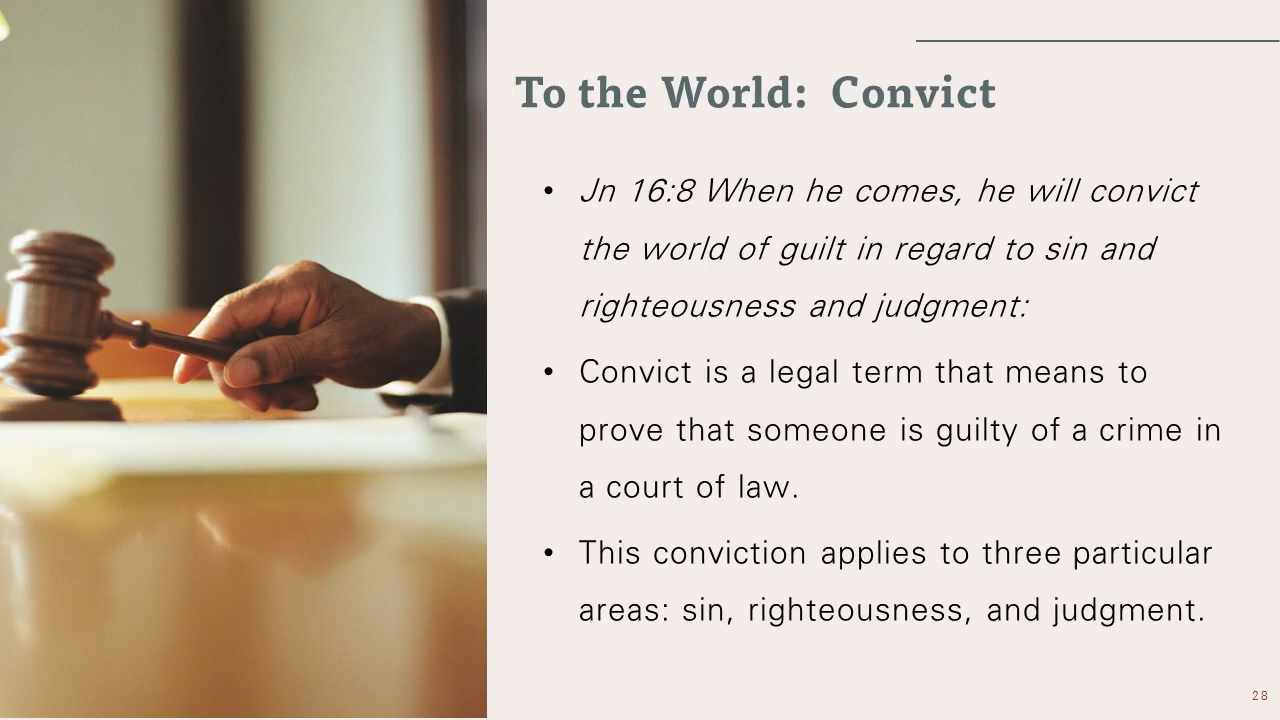 To the World:  Convict
• Jn 16:8 When he comes, he will convict
the world of guilt in regard to sin and
righteousness and judgment:
• Convict is a legal term that means to
prove that someone is guilty of a crime in
a court of law.
• This conviction applies to three particular
areas: sin, righteousness, and judgment.
28